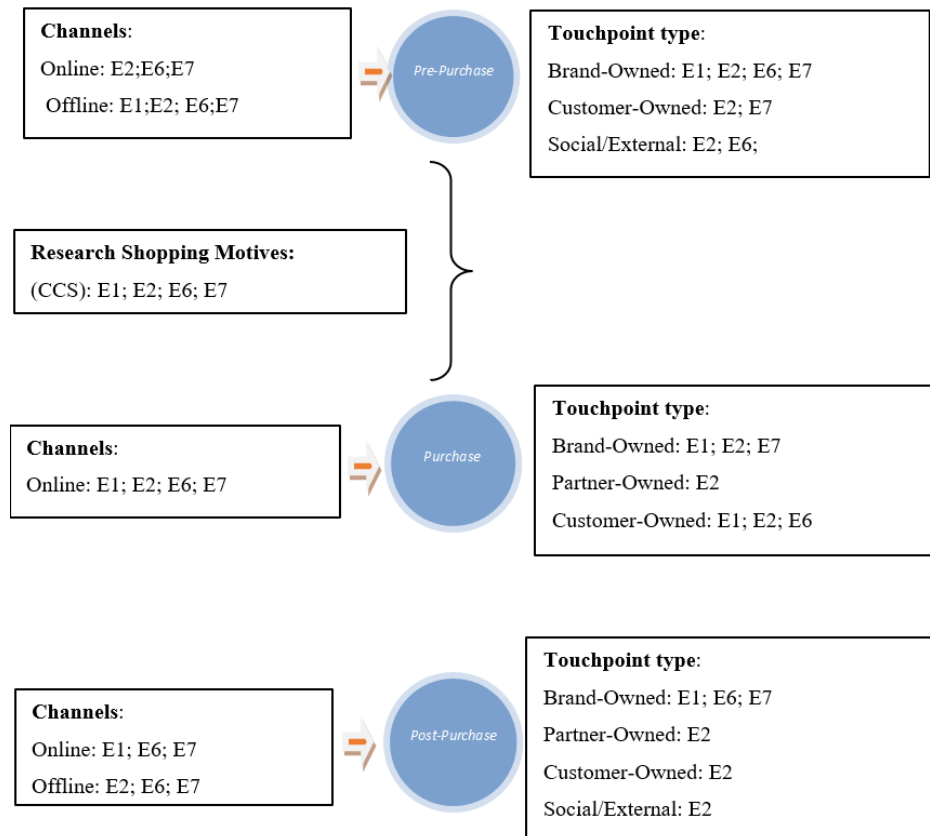 Channels:
Online: E2;E6;E7
Offline: E1;E2; E6;E7
Pre-Purchase
Touchpoint type:
Brand-Owned: E1; E2; E6; E7
Customer-Owned: E2; E7
Social/External: E2; E6;
Research Shopping Motives:
(CCS): E1; E2; E6; E7
Channels:
Online: E1; E2; E6; E7
Purchase
Touchpoint type:
Brand-Owned: E1; E2; E7
Partner-Owned: E2
Customer-Owned: E1; E2; E6
Channels:
Online: E1; E6; E7
Offline: E2; E6; E7
Post-Purchase
Touchpoint type:
Brand-Owned: E1; E6; E7
Partner-Owned: E2
Customer-Owned: E2
Social/External: E2